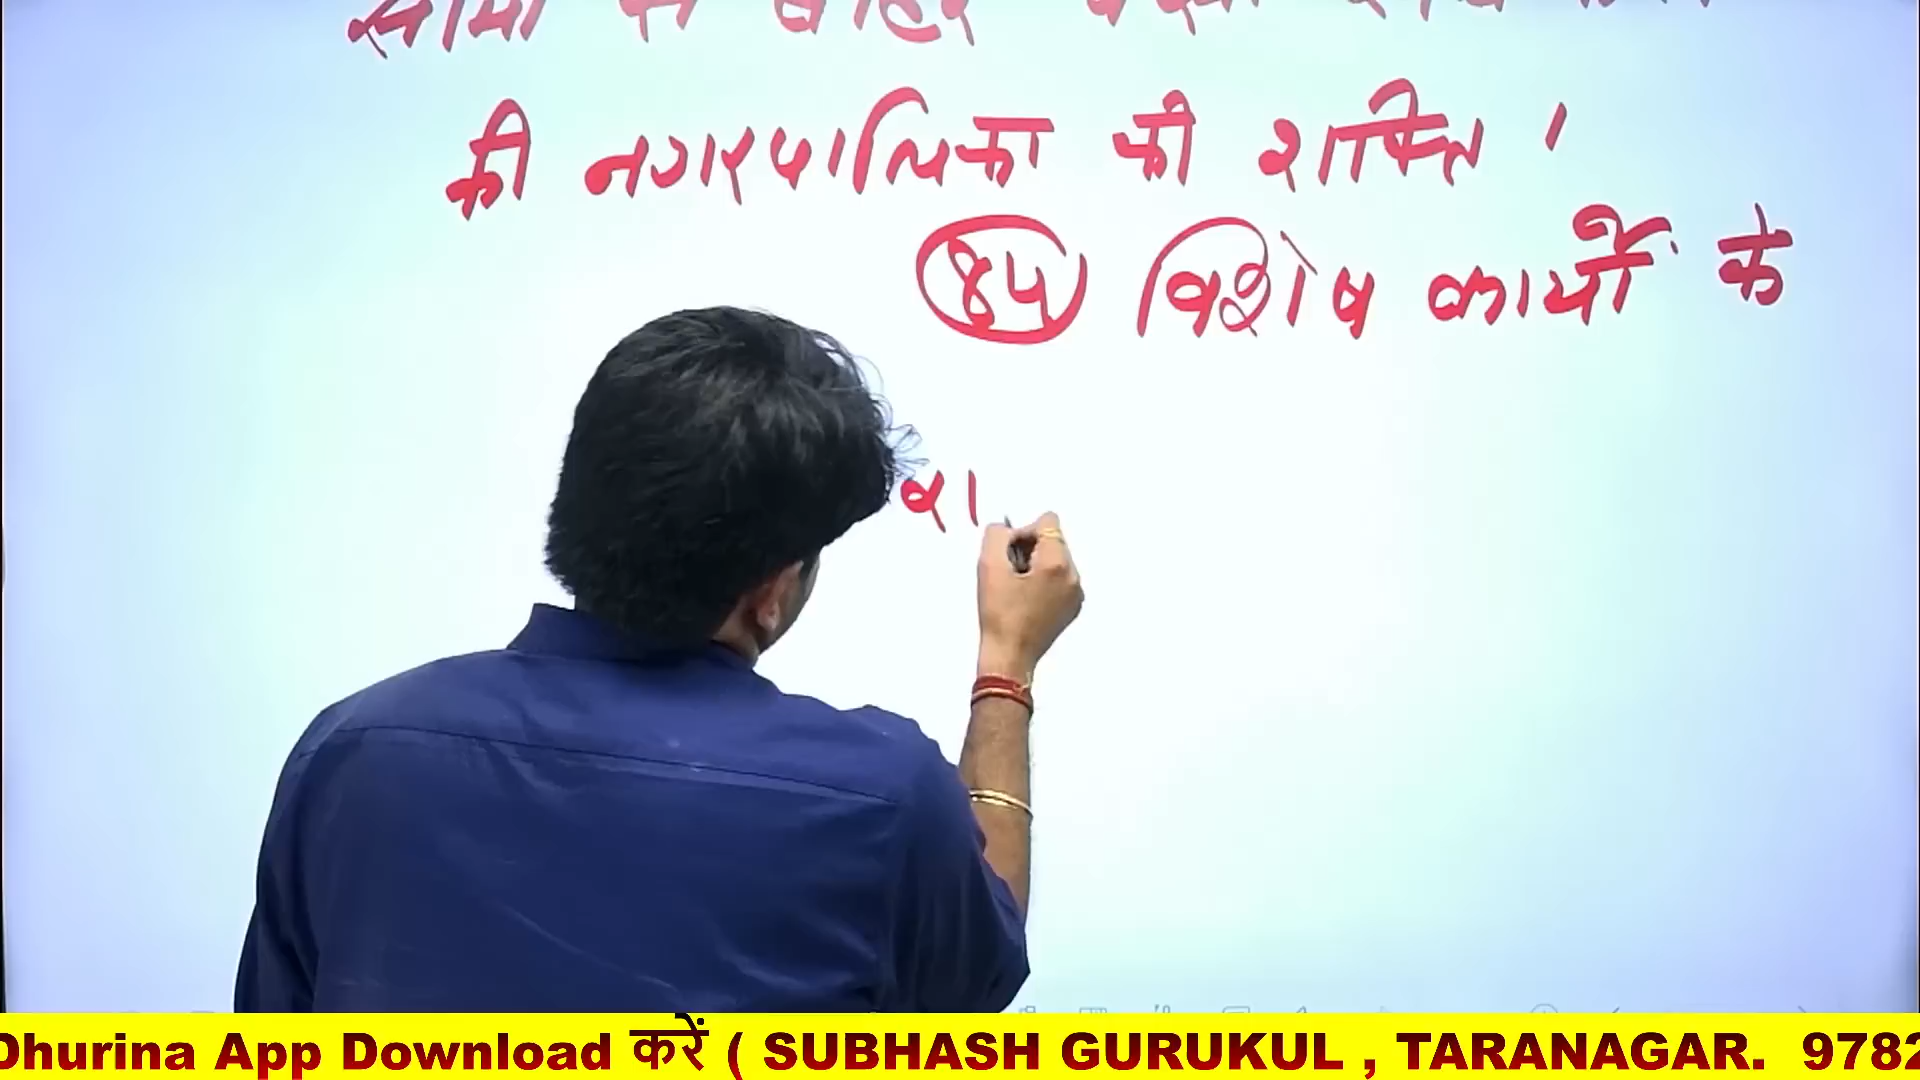 सीमा से बाहर
की नगरपालिका की शक्ति ।
84 विशेष कार्यों के
Dhurina App Download करें ( SUBHASH GURUKUL , TARANAGAR. 9782